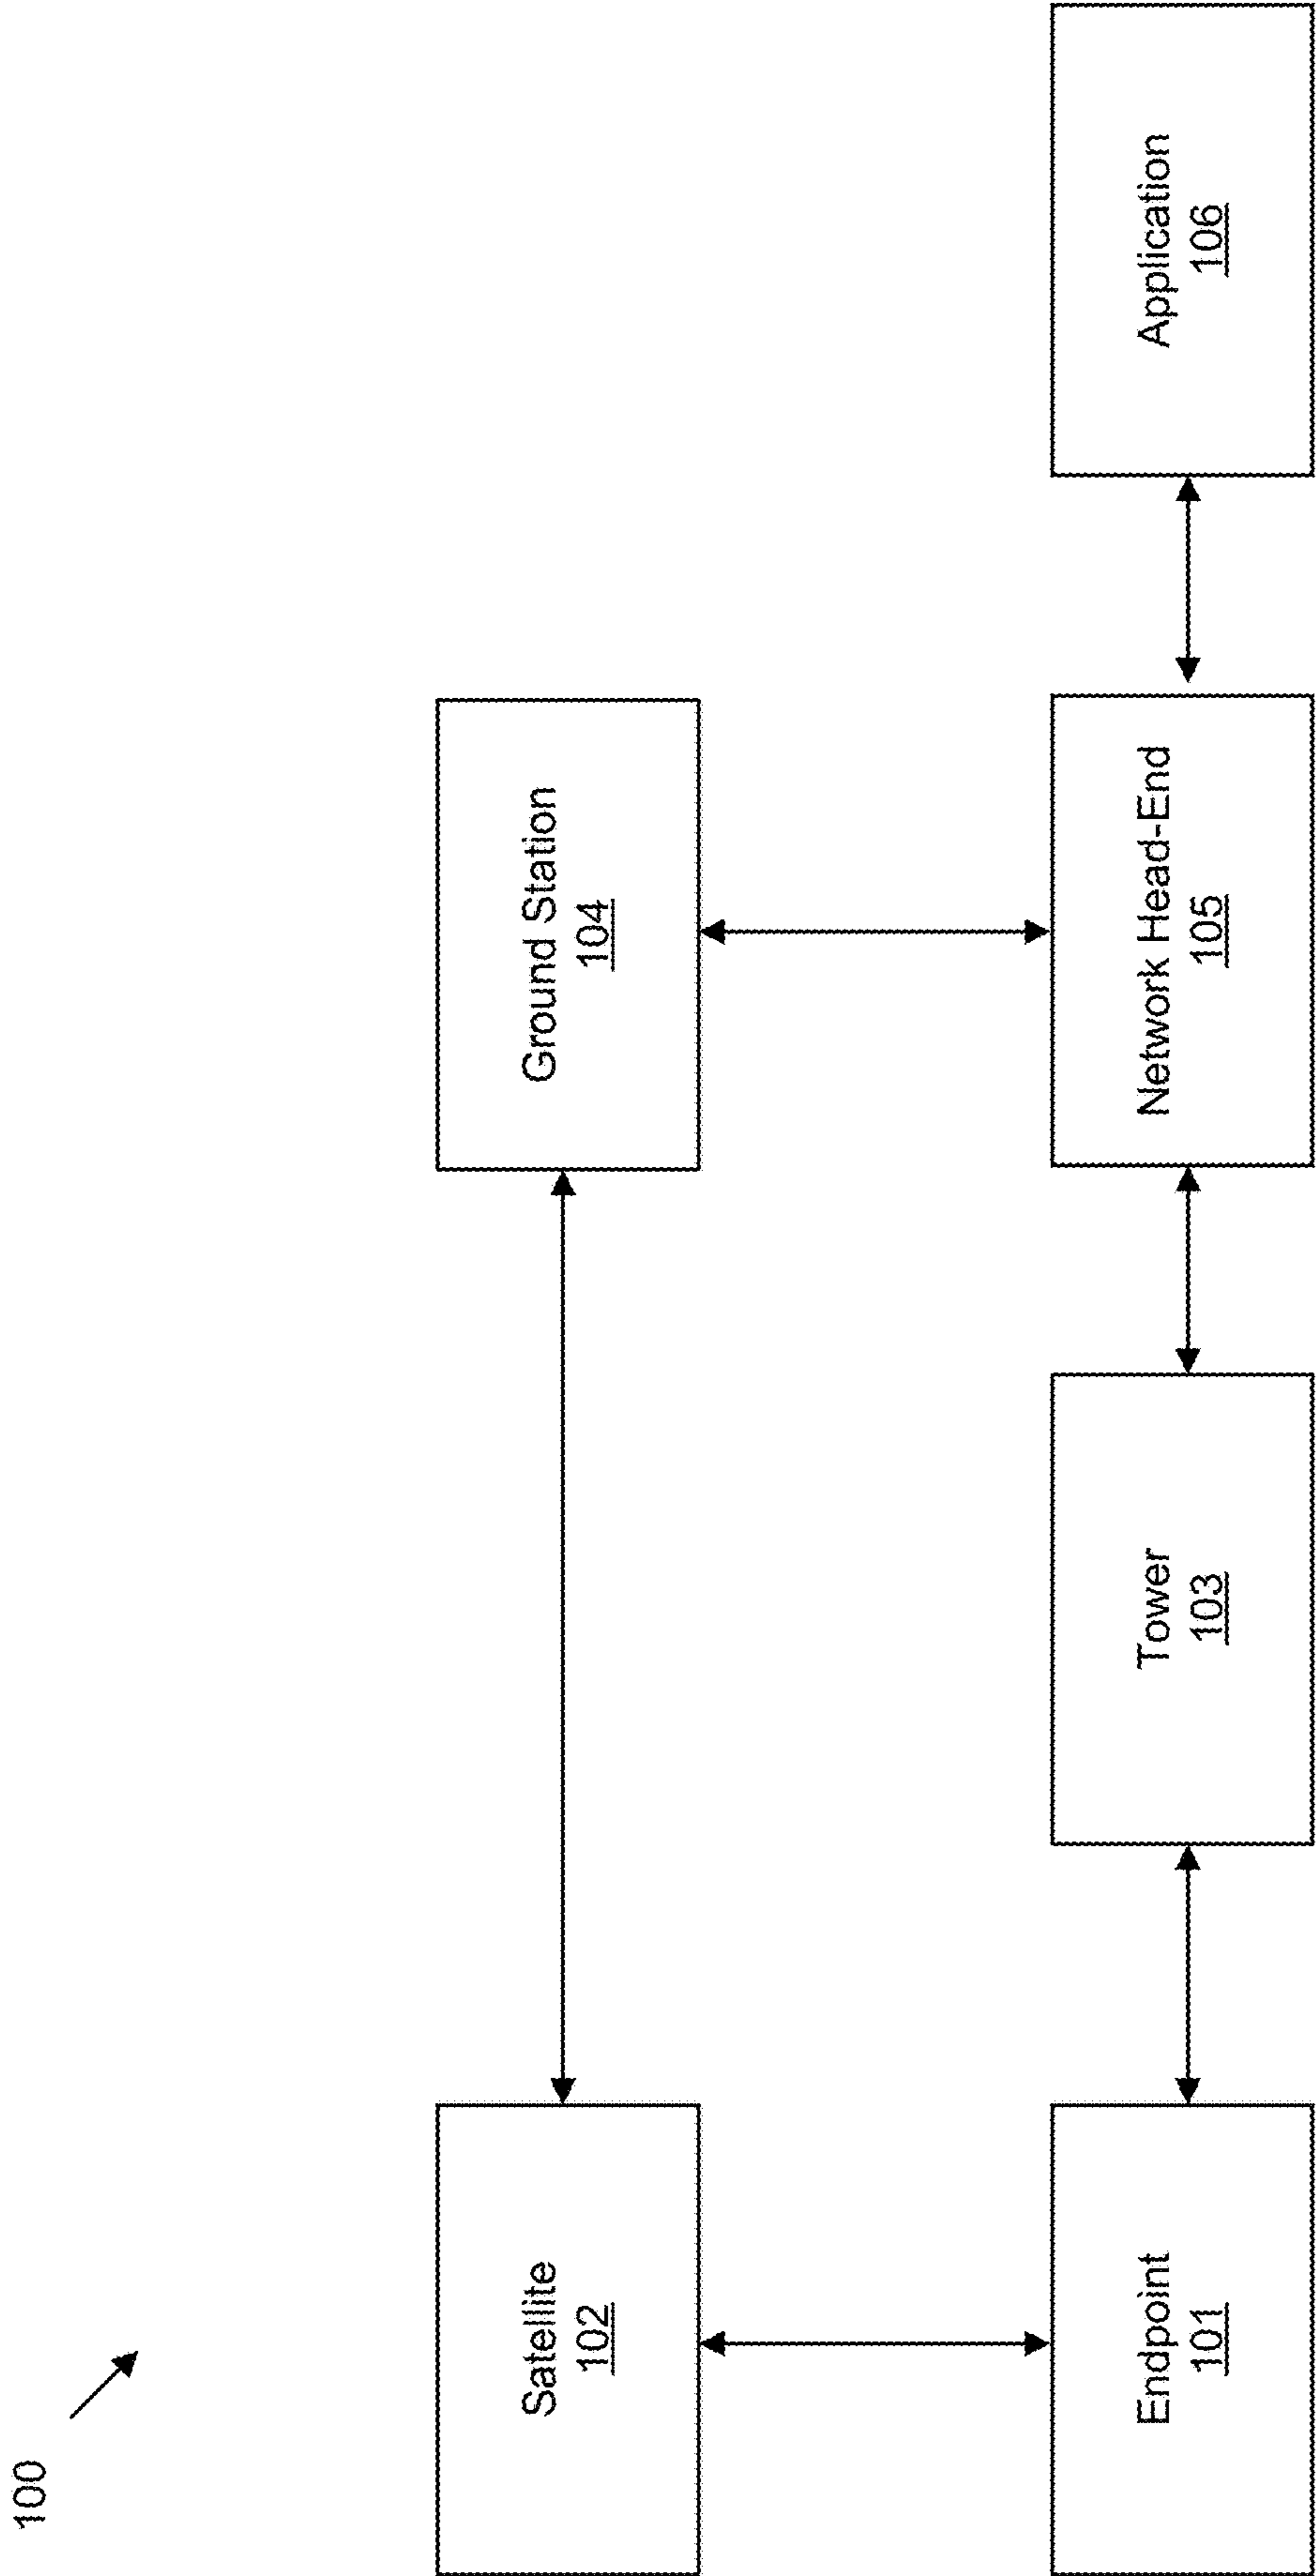 100
Satellite
102
Ground Station
104
Endpoint
101
Tower
103
Network Head-End
105
Application
106